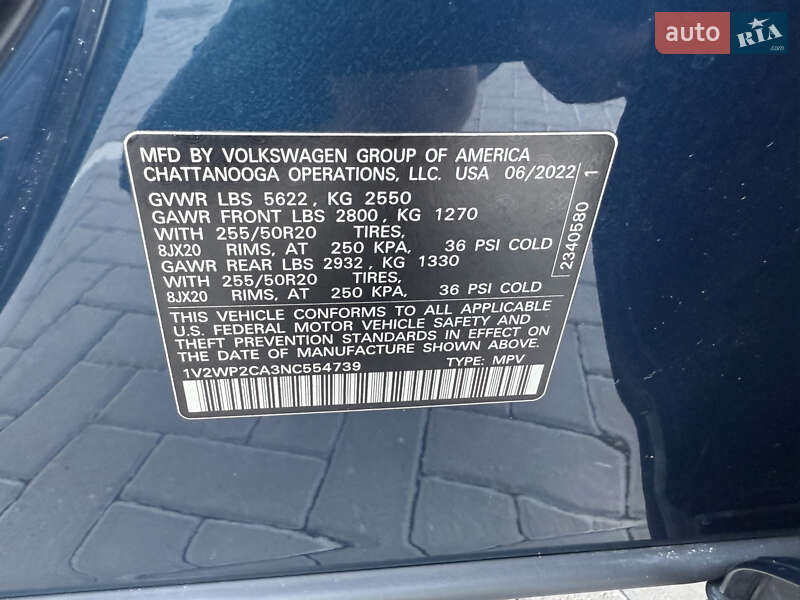 auto RIA.com
MFD BY VOLKSWAGEN GROUP OF AMERICA
CHATTANOOGA OPERATIONS, LLC. USA 06/2022
GVWR LBS 5622 , KG 2550
GAWR FRONT LBS 2800 , KG 1270
WITH 255/50R20 TIRES,
8JX20 RIMS, AT 250 KPA, 36 PSI COLD
GAWR REAR LBS 2932 , KG 1330
WITH 255/50R20 TIRES,
8JX20 RIMS, AT 250 KPA, 36 PSI COLD
THIS VEHICLE CONFORMS TO ALL APPLICABLE
U.S. FEDERAL MOTOR VEHICLE SAFETY AND
THEFT PREVENTION STANDARDS IN EFFECT ON
THE DATE OF MANUFACTURE SHOWN ABOVE.
1V2WP2CA3NC554739 TYPE: MPV
2340580 1